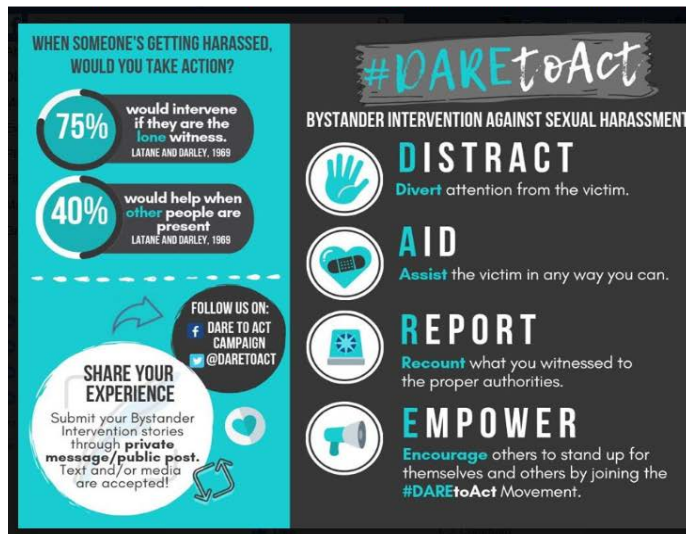 WHEN SOMEONE'S GETTING HARASSED,
WOULD YOU TAKE ACTION?
75%
would intervene
if they are the
lone witness.
LATANE AND DARLEY, 1969
40%
would help when
other people are
present
LATANE AND DARLEY, 1969
FOLLOW US ON:
DARE TO ACT
CAMPAIGN
@DARETOACT
SHARE YOUR
EXPERIENCE
Submit your Bystander
Intervention stories
through private
message/public post.
Text and/or media
are accepted!
#DAREtoAct
BYSTANDER INTERVENTION AGAINST SEXUAL HARASSMENT
DISTRACT
Divert attention from the victim.
AID
Assist the victim in any way you can.
REPORT
Recount what you witnessed to
the proper authorities.
EMPOWER
Encourage others to stand up for
themselves and others by joining the
#DAREtoAct Movement.